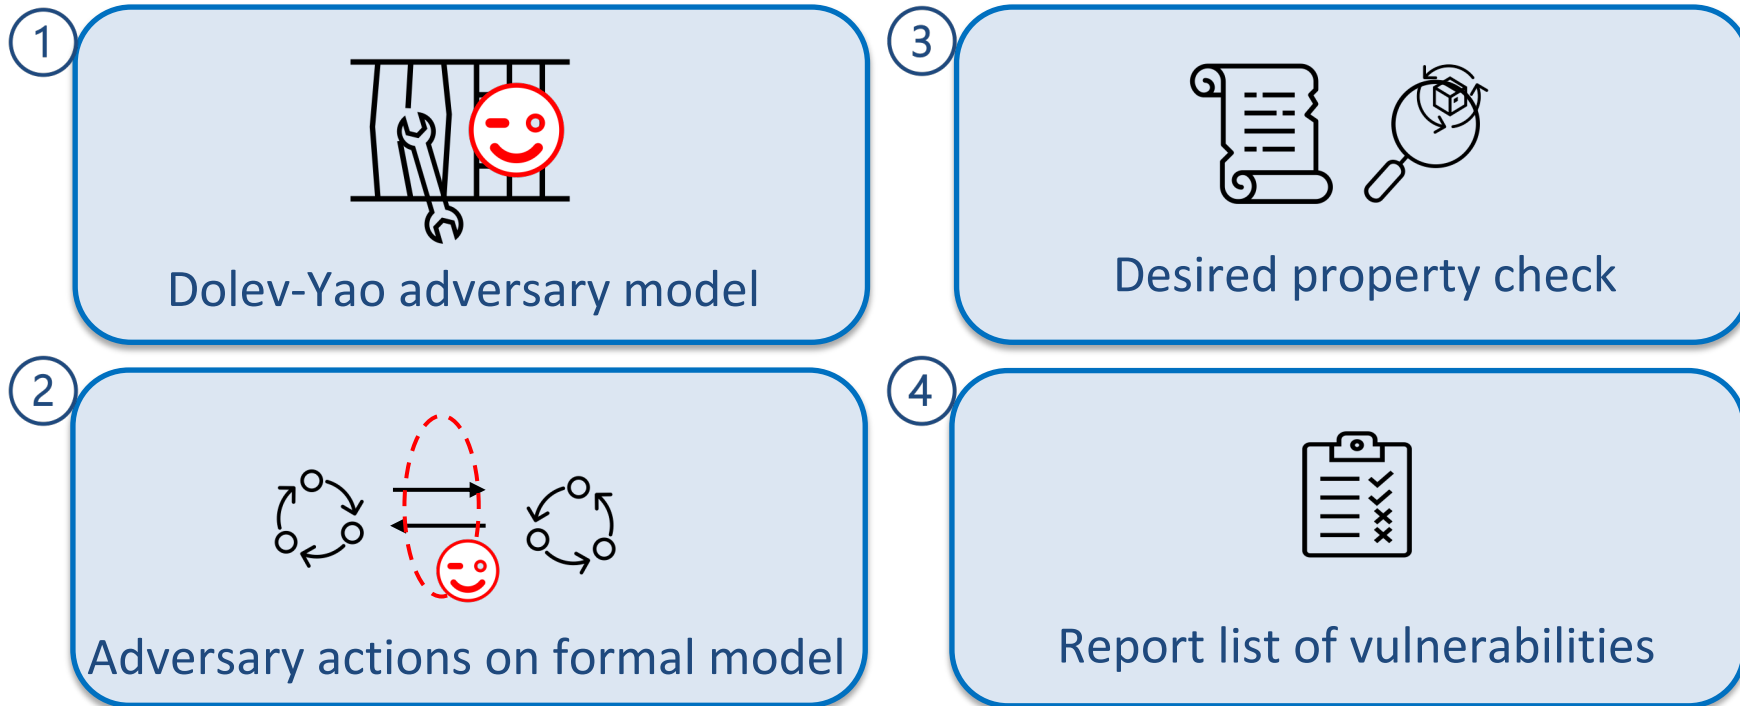 1
Dolev-Yao adversary model
2
Adversary actions on formal model
3
Desired property check
4
Report list of vulnerabilities